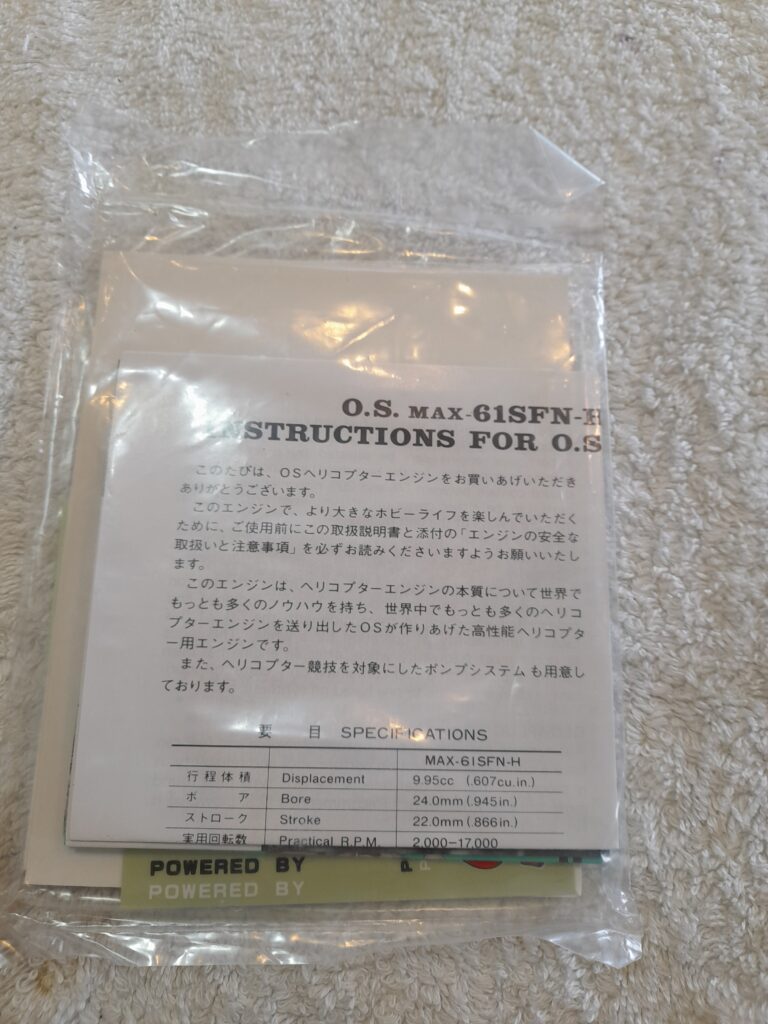 O.S. MAX-61SFN-H
INSTRUCTIONS FOR O.S
このたびは、OSヘリコプターエンジンをお買いあげいただき
ありがとうございます。
このエンジンで、より大きなホビーライフを楽しんでいただく
ために、ご使用前にこの取扱説明書と添付の「エンジンの安全な
取扱いと注意事項」を必ずお読みくださいますようお願いいたし
ます。
このエンジンは、ヘリコプターエンジンの本質について世界で
もっとも多くのノウハウを持ち、世界中でもっとも多くのヘリコ
プターエンジンを送り出したOSが作りあげた高性能ヘリコプタ
ー用エンジンです。
また、ヘリコプター競技を対象にしたポンプシステムも用意し
ております。
要 目 SPECIFICATIONS
MAX-61SFN-H
行程体積 Displacement 9.95cc (.607cu.in.)
ボア Bore 24.0mm (.945in.)
ストローク Stroke 22.0mm (.866in.)
実用回転数 Practical R.P.M. 2,000-17,000
POWERED BY P
POWERED BY P